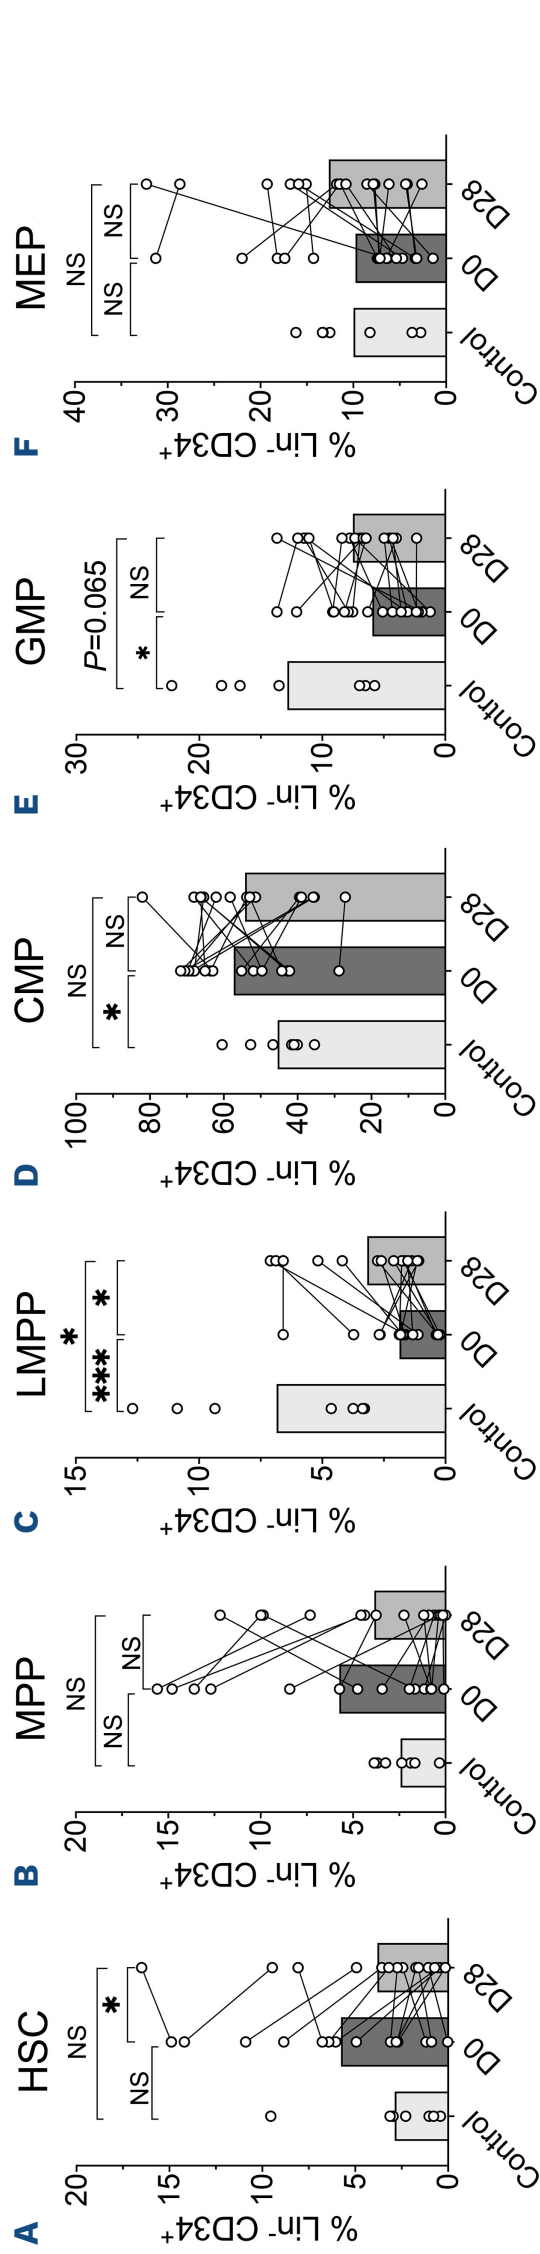 A
HSC
NS
*
NS
% Lin⁻ CD34⁺
20
15
10
5
0
Control
D0
D28
B
MPP
NS
NS
NS
% Lin⁻ CD34⁺
20
15
10
5
0
Control
D0
D28
C
LMPP
*
***
*
% Lin⁻ CD34⁺
15
10
5
0
Control
D0
D28
D
CMP
NS
*
NS
% Lin⁻ CD34⁺
100
80
60
40
20
0
Control
D0
D28
E
GMP
P=0.065
*
NS
% Lin⁻ CD34⁺
30
20
10
0
Control
D0
D28
F
MEP
NS
NS
NS
% Lin⁻ CD34⁺
40
30
20
10
0
Control
D0
D28